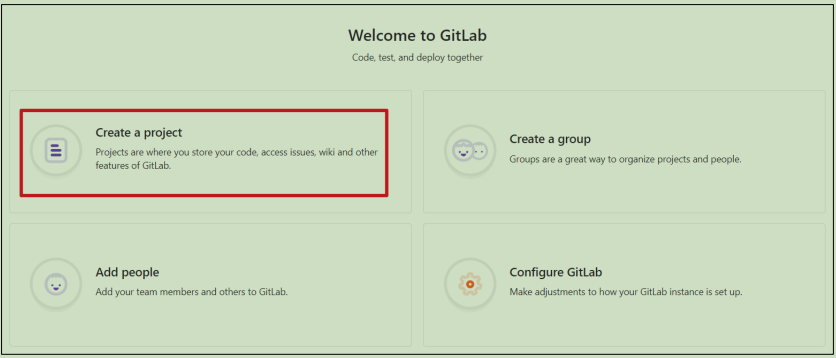 Welcome to GitLab
Code, test, and deploy together
Create a project
Projects are where you store your code, access issues, wiki and other
features of GitLab.
Create a group
Groups are a great way to organize projects and people.
Add people
Add your team members and others to GitLab.
Configure GitLab
Make adjustments to how your GitLab instance is set up.